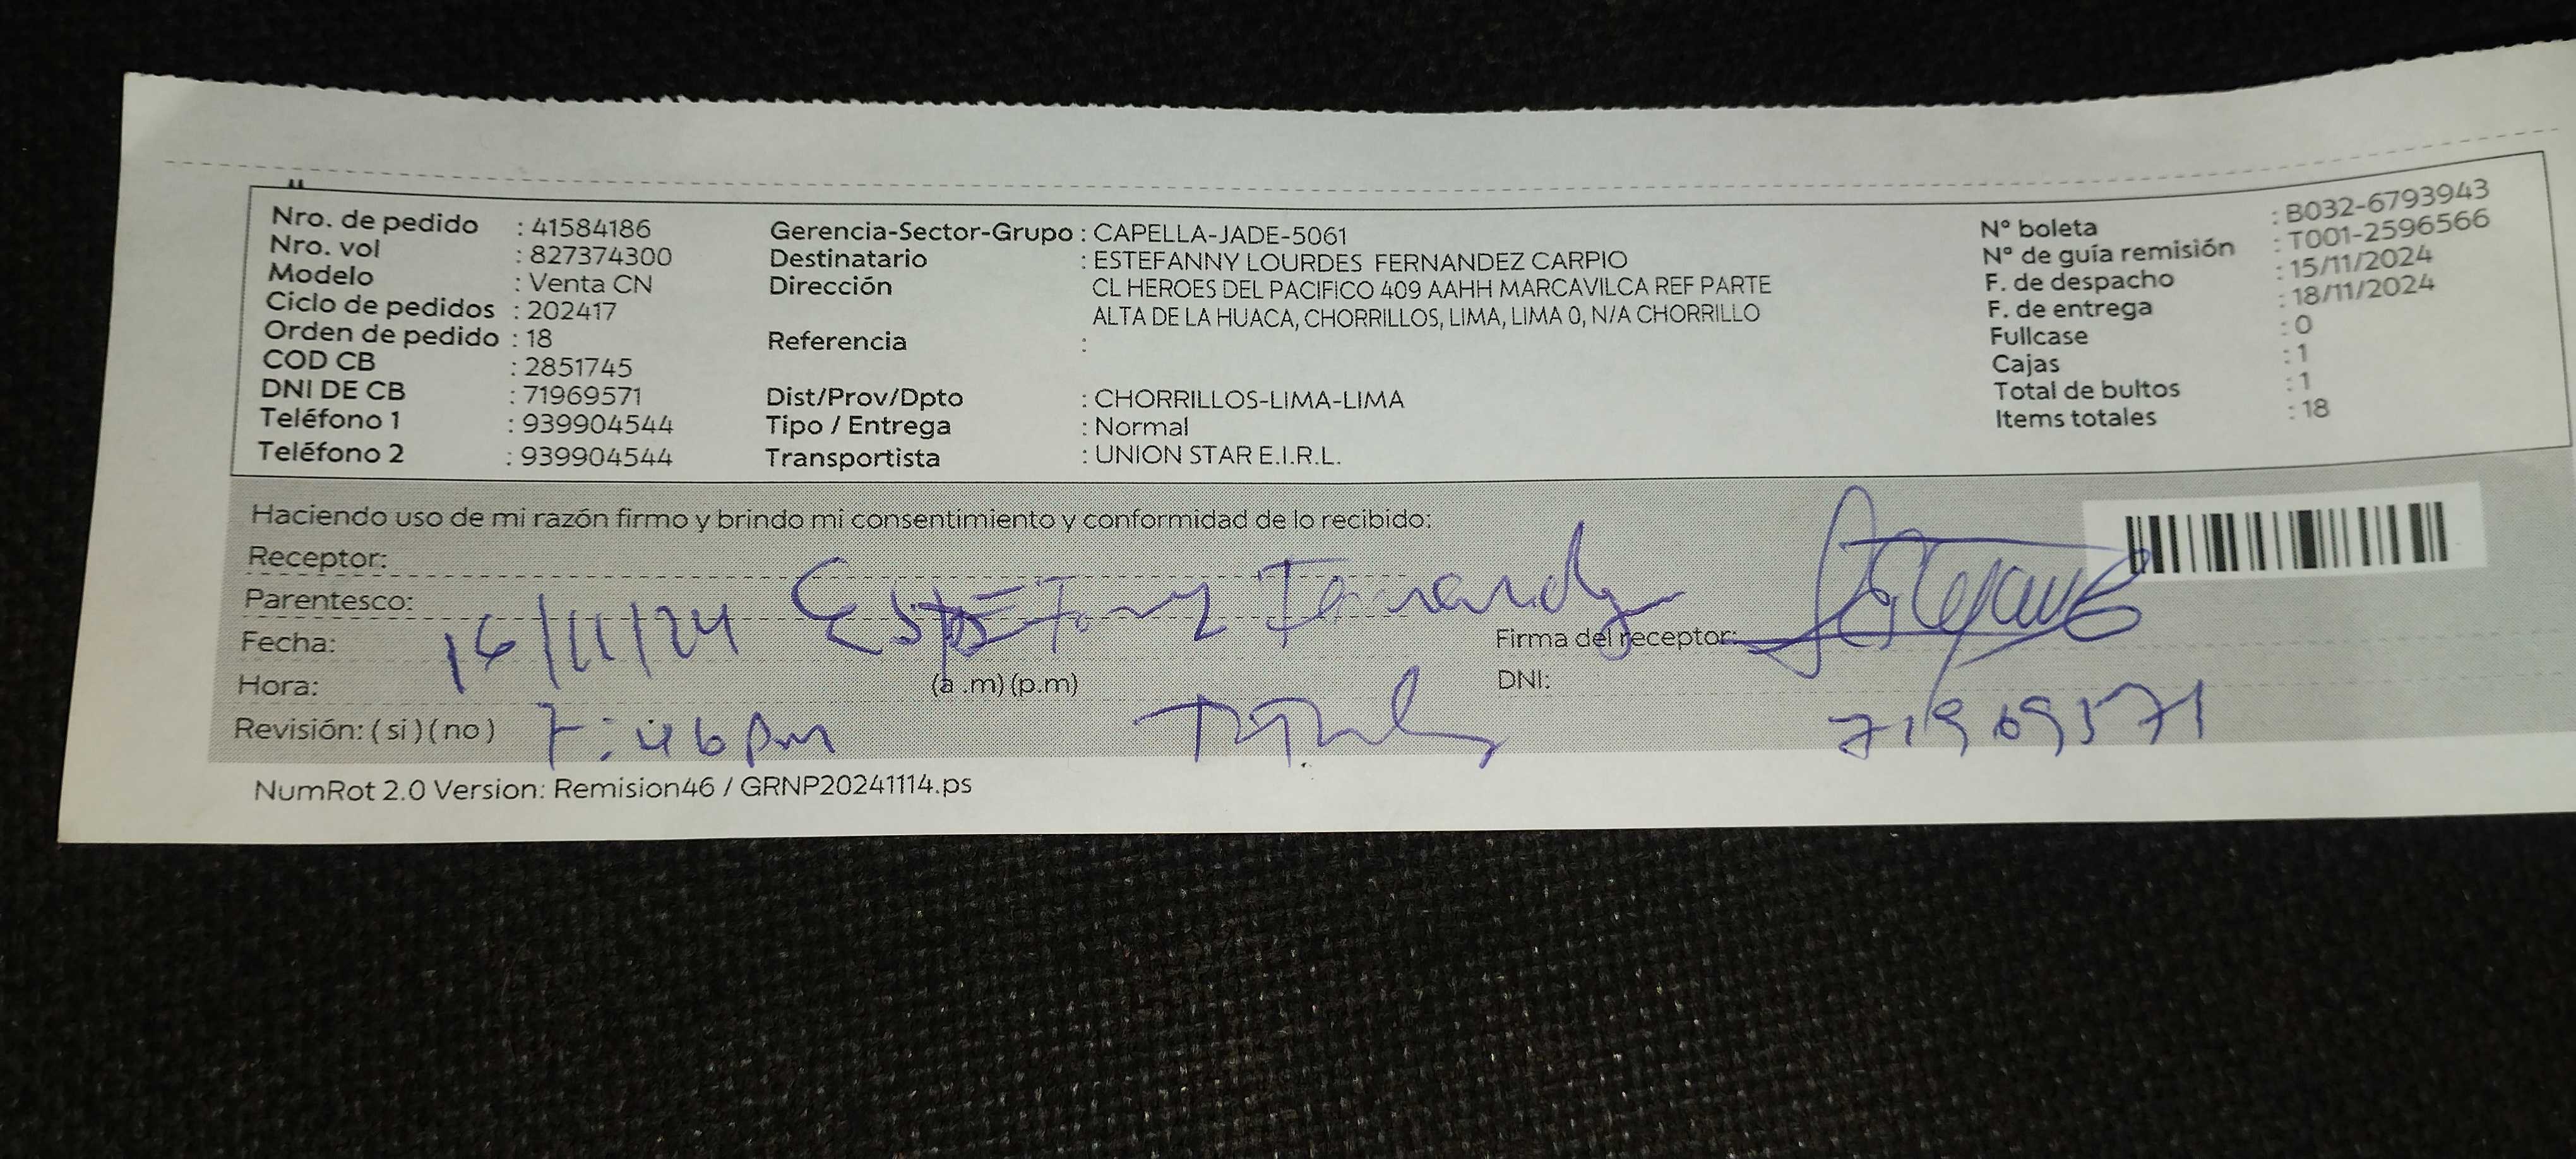 Nro. de pedido : 41584186
Nro. vol : 827374300
Modelo : Venta CN
Ciclo de pedidos : 202417
Orden de pedido : 18
COD CB : 2851745
DNI DE CB : 71969571
Teléfono 1 : 939904544
Teléfono 2 : 939904544
Gerencia-Sector-Grupo : CAPELLA-JADE-5061
Destinatario : ESTEFANNY LOURDES FERNANDEZ CARPIO
Dirección CL HEROES DEL PACIFICO 409 AAHH MARCAVILCA REF PARTE
ALTA DE LA HUACA, CHORRILLOS, LIMA, LIMA 0, N/A CHORRILLO
Referencia :
Dist/Prov/Dpto : CHORRILLOS-LIMA-LIMA
Tipo / Entrega : Normal
Transportista : UNION STAR E.I.R.L.
N° boleta : B032-6793943
N° de guía remisión : T001-2596566
F. de despacho : 15/11/2024
F. de entrega : 18/11/2024
Fullcase : 0
Cajas : 1
Total de bultos : 1
Items totales : 18
Haciendo uso de mi razón firmo y brindo mi consentimiento y conformidad de lo recibido:
Receptor:
Parentesco:
Fecha: 16/11/24
Firma del receptor:
Hora: (a .m) (p.m)
DNI: 71969571
Revisión: ( si ) ( no ) 7:46 pm
NumRot 2.0 Version: Remision46 / GRNP20241114.ps